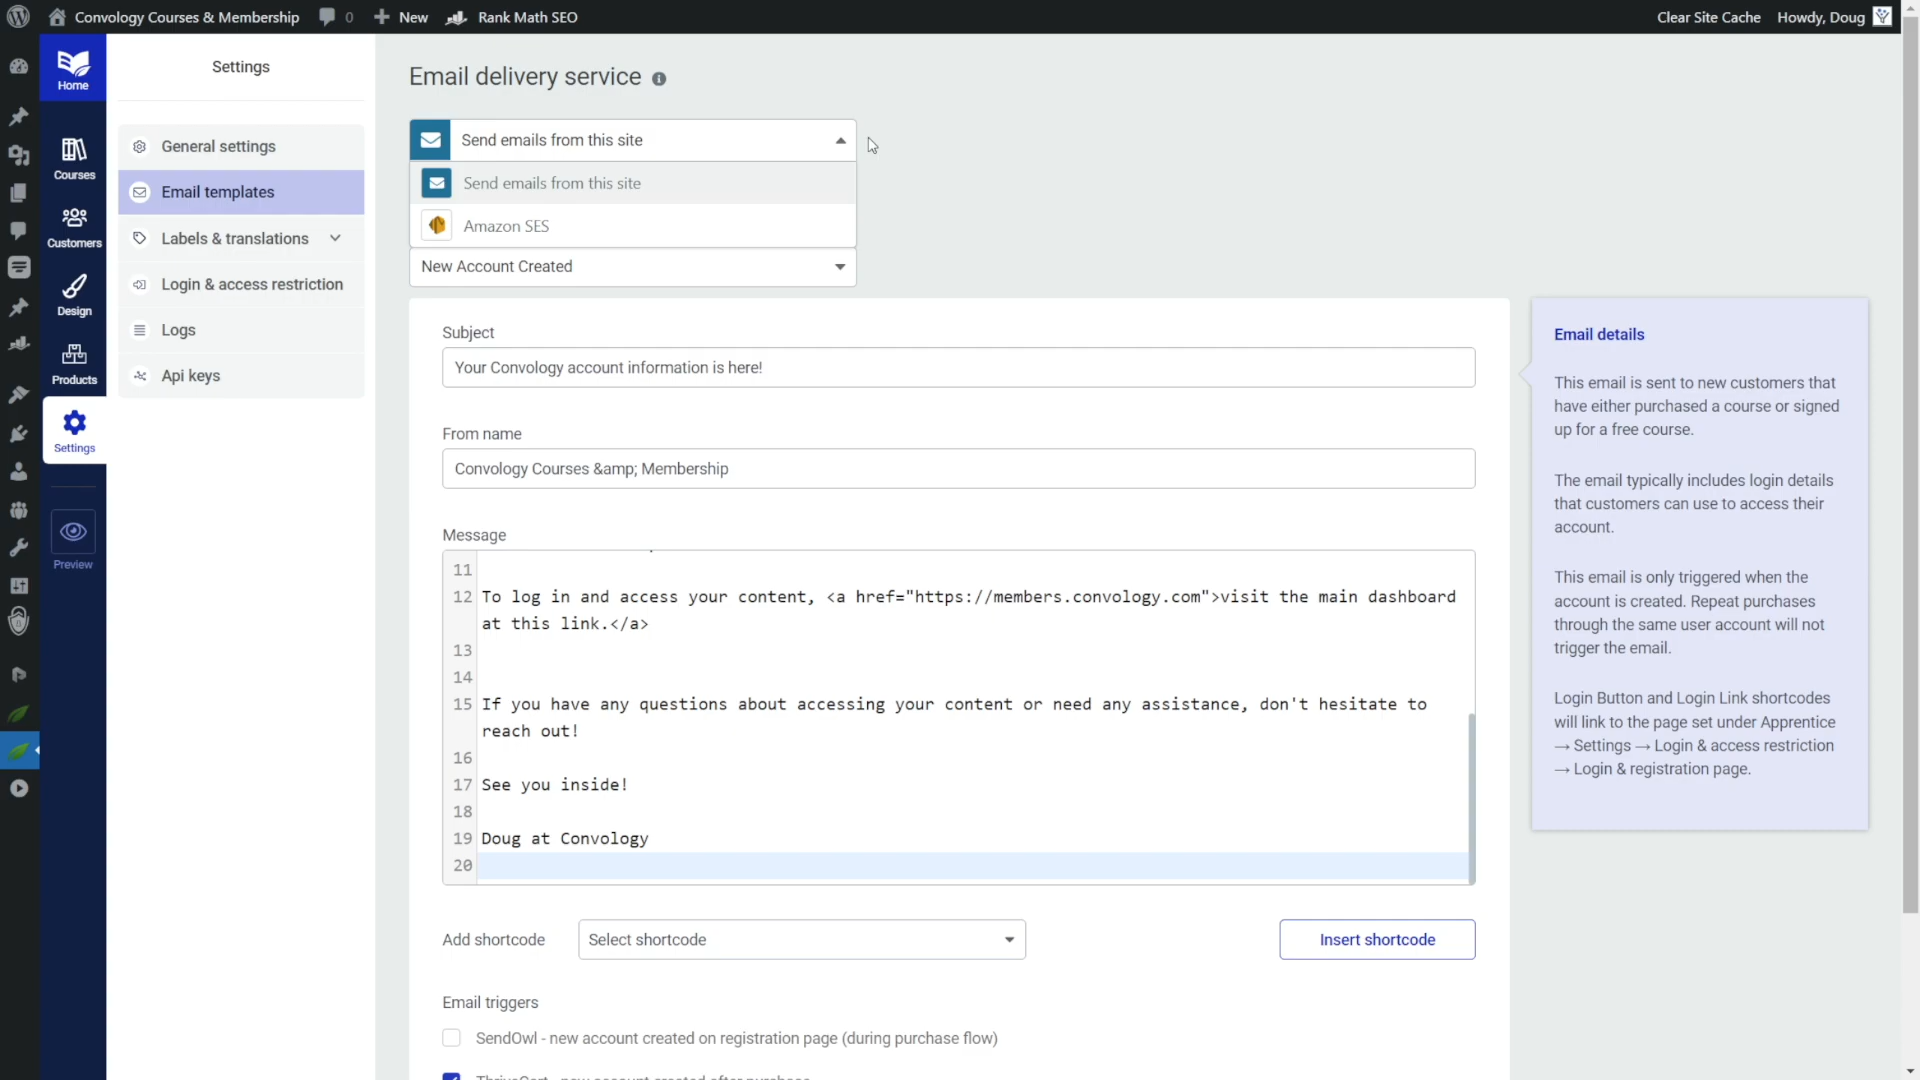 Convology Courses & Membership
0
New
Rank Math SEO
Clear Site Cache
Howdy, Doug
Home
Courses
Customers
Design
Products
Settings
Preview
Settings
General settings
Email templates
Labels & translations
Login & access restriction
Logs
Api keys
Email delivery service
Send emails from this site
Send emails from this site
Amazon SES
New Account Created
Subject
Your Convology account information is here!
From name
Convology Courses &amp; Membership
Message
11
12 To log in and access your content, <a href="https://members.convology.com">visit the main dashboard
at this link.</a>
13
14
15 If you have any questions about accessing your content or need any assistance, don't hesitate to
reach out!
16
17 See you inside!
18
19 Doug at Convology
20
Add shortcode
Select shortcode
Insert shortcode
Email triggers
SendOwl - new account created on registration page (during purchase flow)
ThriveCart - new account created after purchase
Email details
This email is sent to new customers that
have either purchased a course or signed
up for a free course.
The email typically includes login details
that customers can use to access their
account.
This email is only triggered when the
account is created. Repeat purchases
through the same user account will not
trigger the email.
Login Button and Login Link shortcodes
will link to the page set under Apprentice
→ Settings → Login & access restriction
→ Login & registration page.